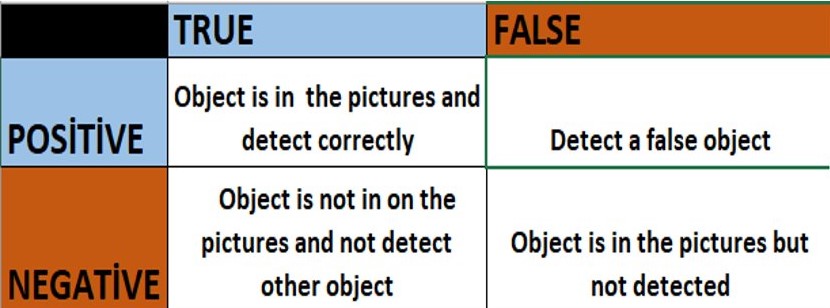 TRUE FALSE
POSİTİVE
Object is in the pictures and
detect correctly
Detect a false object
NEGATİVE
Object is not in on the
pictures and not detect
other object
Object is in the pictures but
not detected